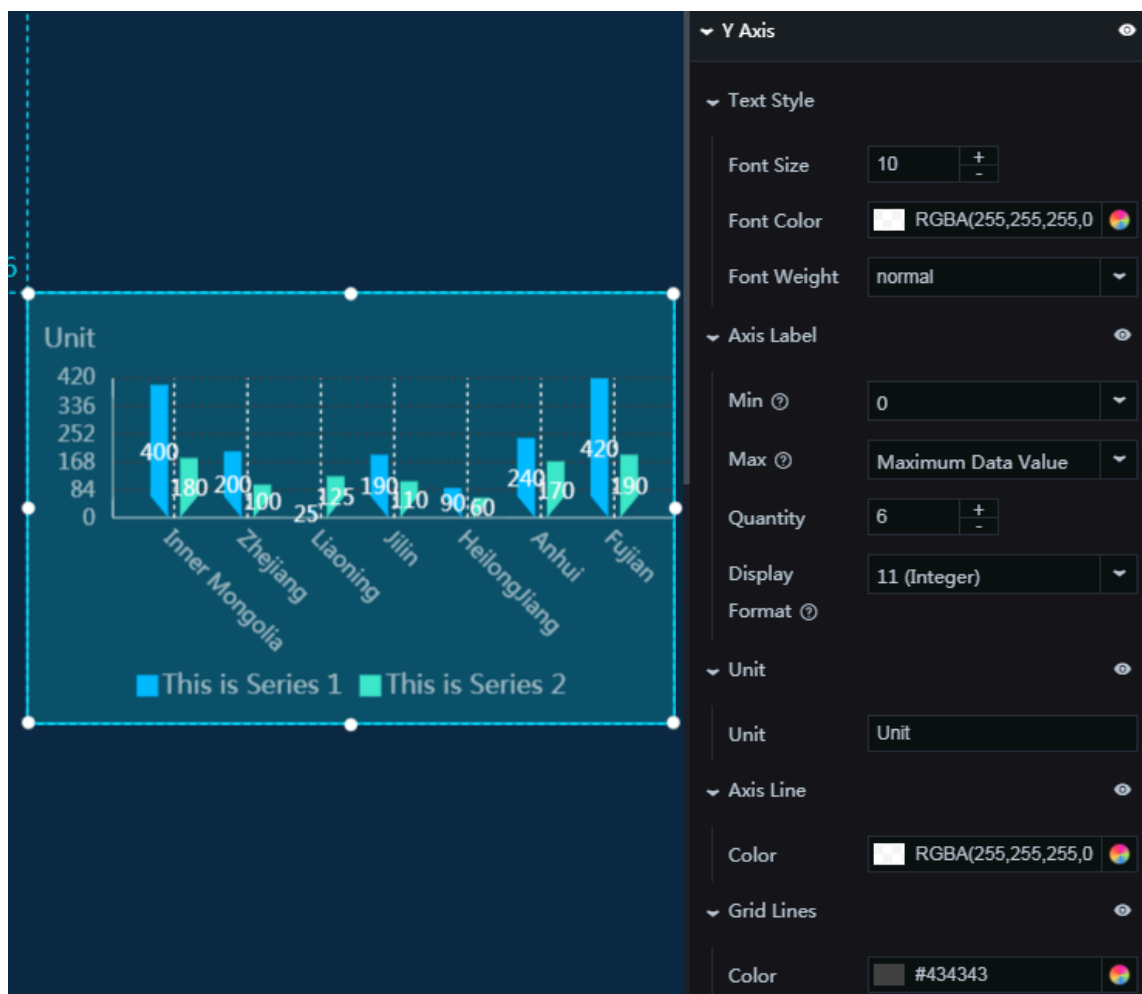 6
Unit
420
336
252
168
84
0
400
180
200
100
25
125
190
110
90
60
240
170
420
190
Inner Mongolia
Zhejiang
Liaoning
Jilin
HeilongJiang
Anhui
Fujian
This is Series 1
This is Series 2
Y Axis
Text Style
Font Size
10
+
-
Font Color
RGBA(255,255,255,0
Font Weight
normal
Axis Label
Min ?
0
Max ?
Maximum Data Value
Quantity
6
+
-
Display
Format ?
11 (Integer)
Unit
Unit
Unit
Axis Line
Color
RGBA(255,255,255,0
Grid Lines
Color
#434343